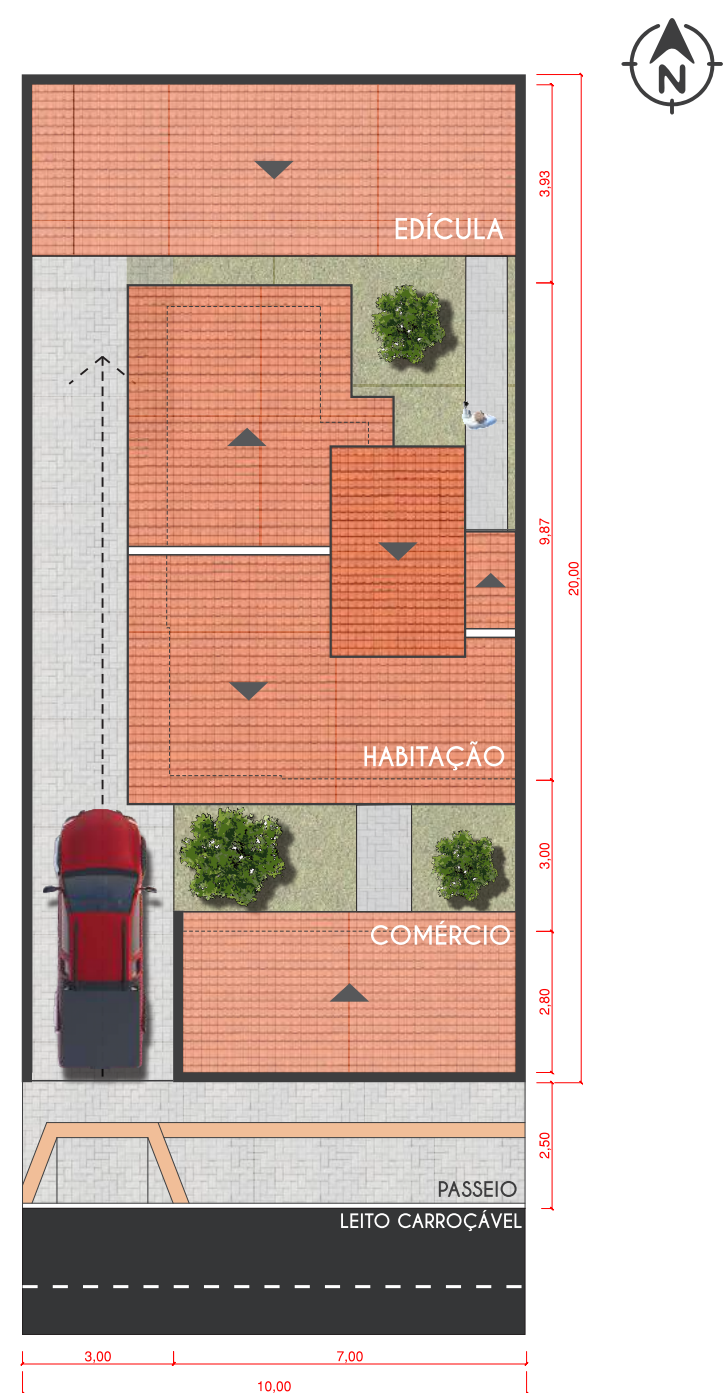 N
3,93
EDÍCULA
9,87
20,00
HABITAÇÃO
3,00
COMÉRCIO
2,80
2,50
PASSEIO
LEITO CARROÇÁVEL
3,00
7,00
10,00